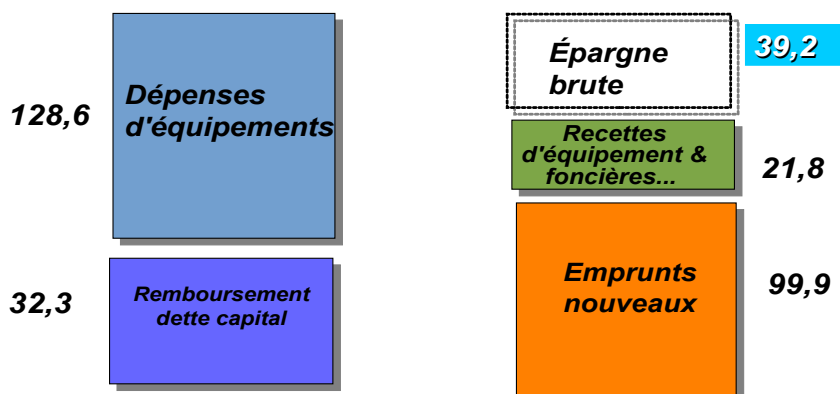 128,6
Dépenses
d'équipements
32,3
Remboursement
dette capital
Épargne
brute
39,2
Recettes
d'équipement &
foncières...
21,8
Emprunts
nouveaux
99,9